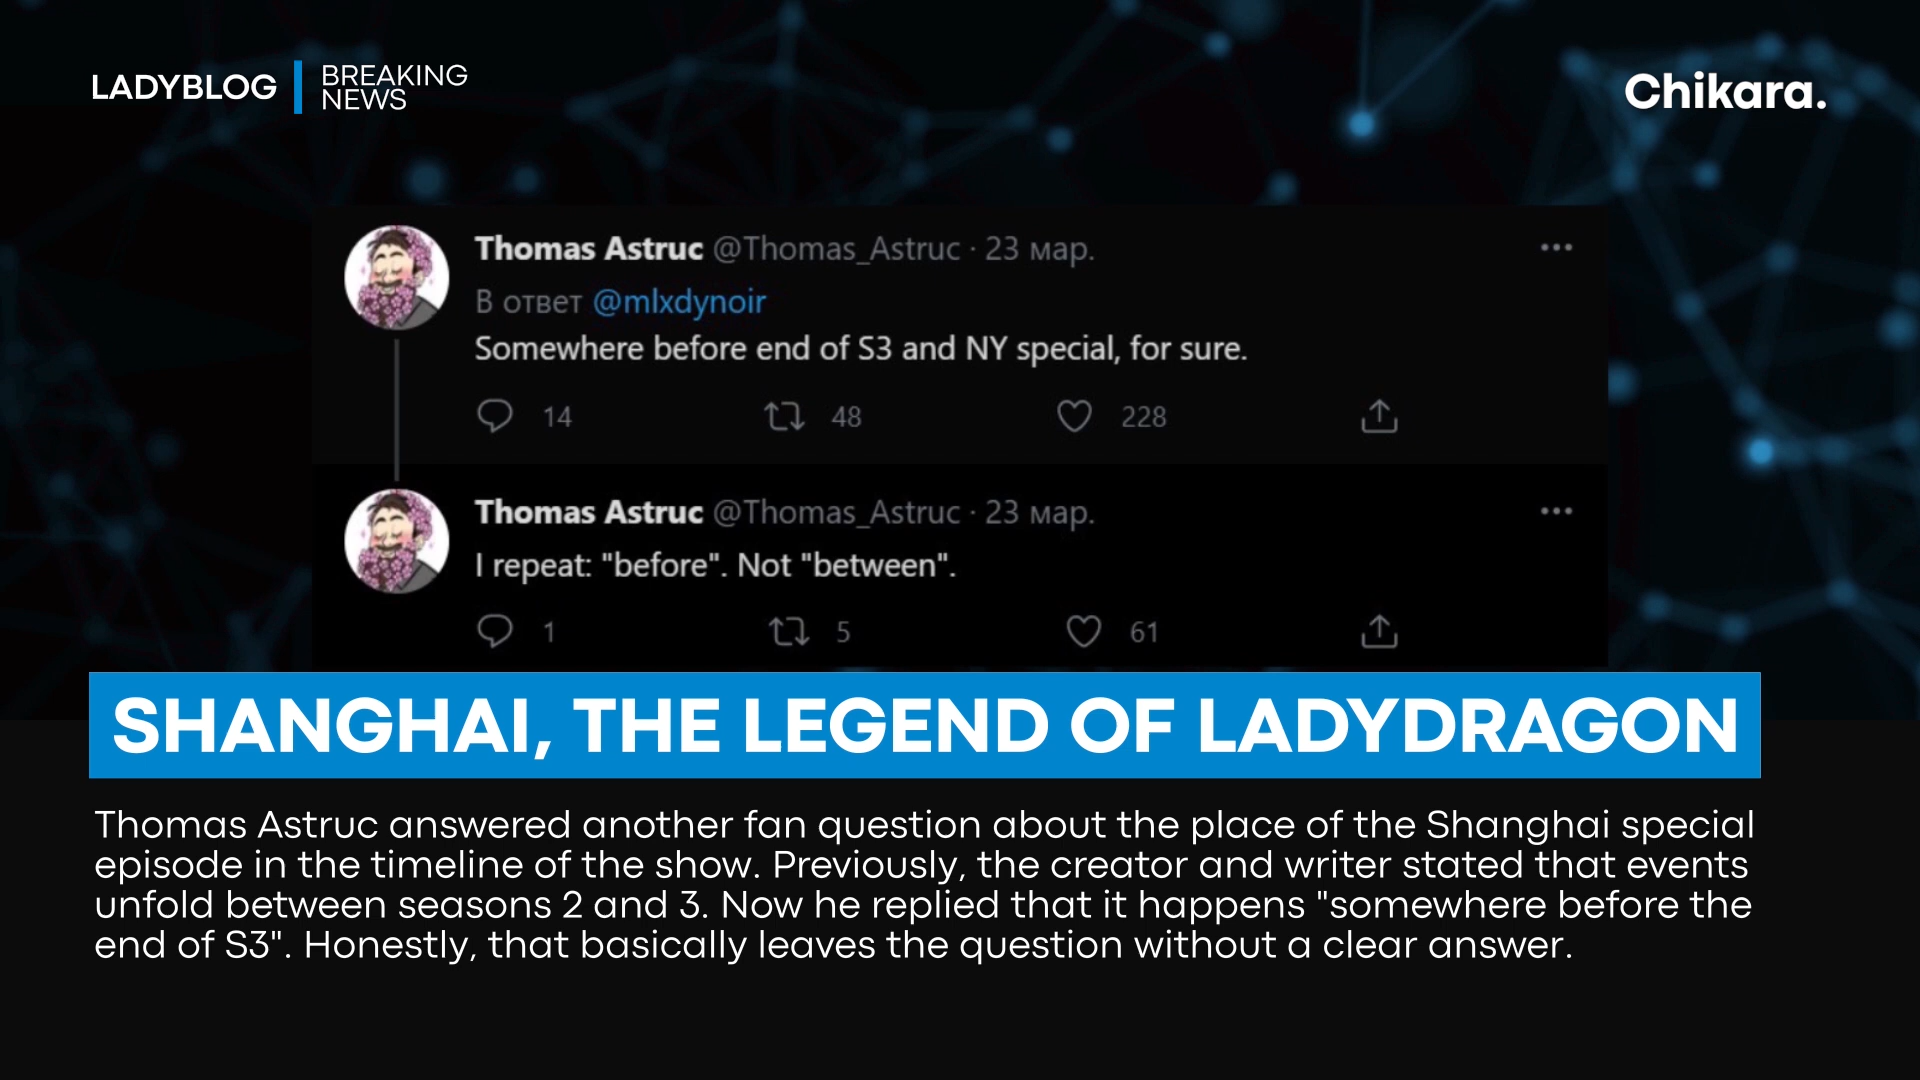 LADYBLOG
BREAKING
NEWS
Chikara.
Thomas Astruc @Thomas_Astruc · 23 мар.
В ответ @mlxdynoir
Somewhere before end of S3 and NY special, for sure.
14 48 228
Thomas Astruc @Thomas_Astruc · 23 мар.
I repeat: "before". Not "between".
1 5 61
SHANGHAI, THE LEGEND OF LADYDRAGON
Thomas Astruc answered another fan question about the place of the Shanghai special
episode in the timeline of the show. Previously, the creator and writer stated that events
unfold between seasons 2 and 3. Now he replied that it happens "somewhere before the
end of S3". Honestly, that basically leaves the question without a clear answer.